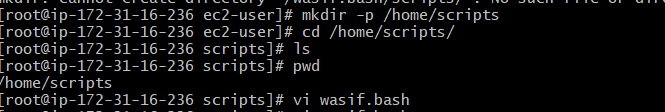 mkdir: cannot create directory '/wasif.bash/scripts/': No such file or dire
[root@ip-172-31-16-236 ec2-user]# mkdir -p /home/scripts
[root@ip-172-31-16-236 ec2-user]# cd /home/scripts/
[root@ip-172-31-16-236 scripts]# ls
[root@ip-172-31-16-236 scripts]# pwd
/home/scripts
[root@ip-172-31-16-236 scripts]# vi wasif.bash